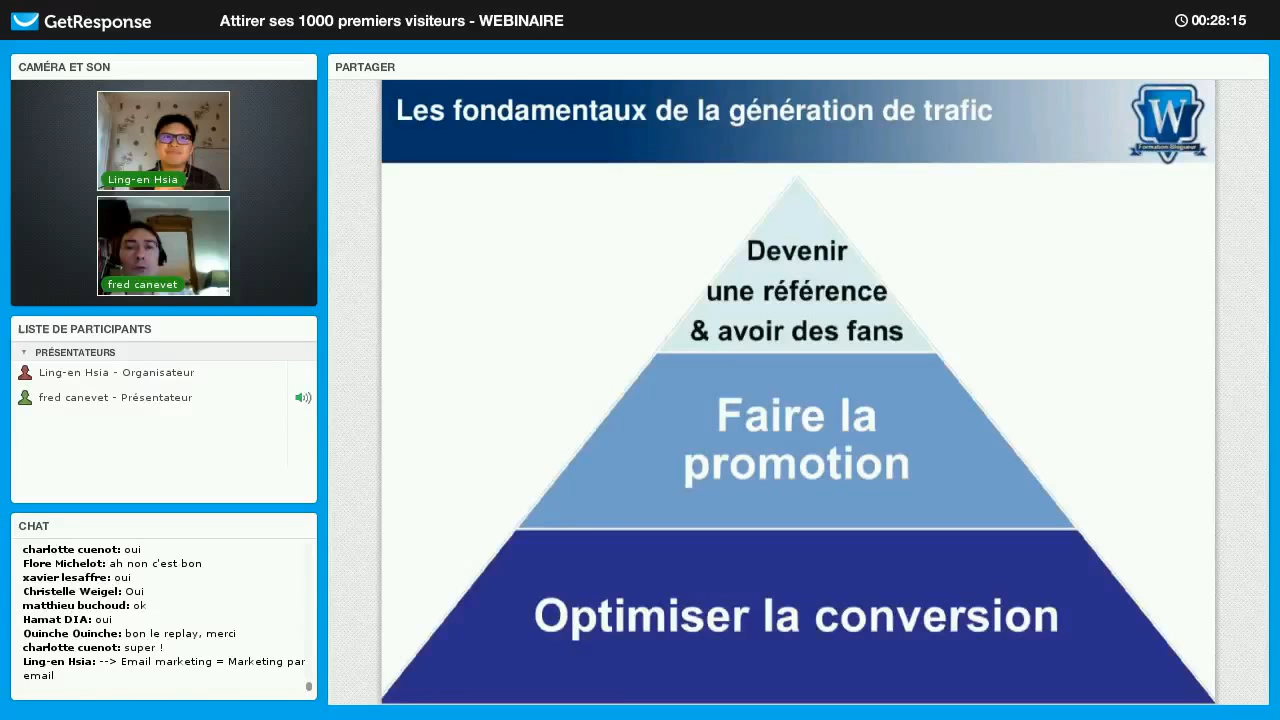 GetResponse
Attirer ses 1000 premiers visiteurs - WEBINAIRE
00:28:15
CAMÉRA ET SON
Ling-en Hsia
fred canevet
LISTE DE PARTICIPANTS
PRÉSENTATEURS
Ling-en Hsia - Organisateur
fred canevet - Présentateur
CHAT
charlotte cuenot: oui
Flore Michelot: ah non c'est bon
xavier lesaffre: oui
Christelle Weigel: Oui
matthieu buchoud: ok
Hamat DIA: oui
Quinche Quinche: bon le replay, merci
charlotte cuenot: super !
Ling-en Hsia: --> Email marketing = Marketing par
email
PARTAGER
Les fondamentaux de la génération de trafic
W
Formation-Blogueur
Devenir
une référence
& avoir des fans
Faire la
promotion
Optimiser la conversion